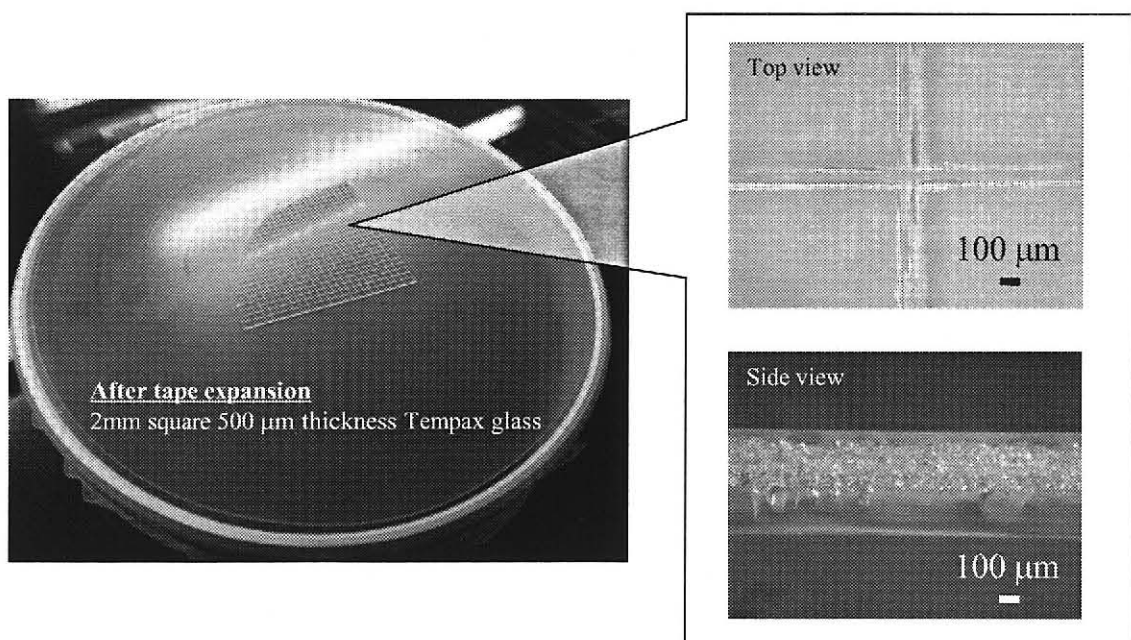 After tape expansion
2mm square 500 μm thickness Tempax glass
Top view
100 μm
Side view
100 μm